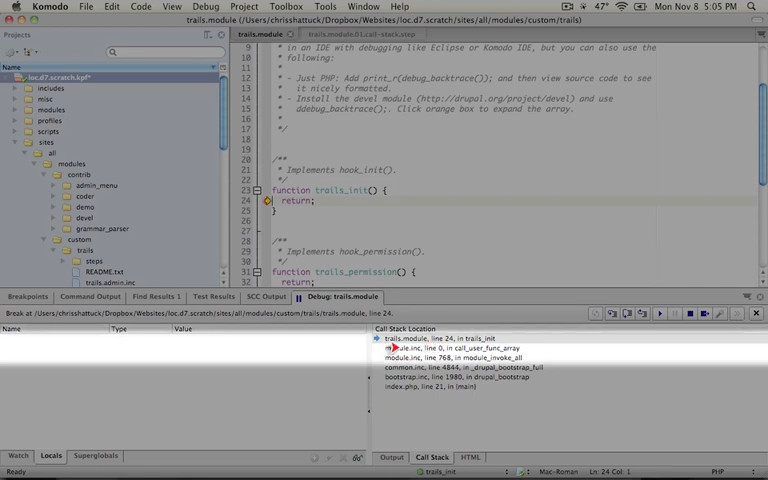 Komodo File Edit Code Navigation View Debug Project Toolbox Tools Window Help 47° Mon Nov 8 5:05 PM
trails.module (/Users/chrisshattuck/Dropbox/Websites/loc.d7.scratch/sites/all/modules/custom/trails)
Projects
Name
loc.d7.scratch.kpf*
includes
misc
modules
profiles
scripts
sites
all
modules
contrib
admin_menu
coder
demo
devel
grammar_parser
custom
trails
steps
README.txt
trails.admin.inc
trails.module trails.module.01.call-stack.step
9 * in an IDE with debugging like Eclipse or Komodo IDE, but you can also use the
10 * following:
11 *
12 * - Just PHP: Add print_r(debug_backtrace()); and then view source code to see
13 * it nicely formatted.
14 * - Install the devel module (http://drupal.org/project/devel) and use
15 * ddebug_backtrace();. Click orange box to expand the array.
16 *
17 */
18
19
20 /**
21 * Implements hook_init().
22 */
23 function trails_init() {
24 return;
25 }
26
27
28 /**
29 * Implements hook_permission().
30 */
31 function trails_permission() {
32 return;
Breakpoints Command Output Find Results 1 Test Results SCC Output Debug: trails.module
Break at /Users/chrisshattuck/Dropbox/Websites/loc.d7.scratch/sites/all/modules/custom/trails/trails.module, line 24.
Name Type Value
Call Stack Location
trails.module, line 24, in trails_init
module.inc, line 0, in call_user_func_array
module.inc, line 768, in module_invoke_all
common.inc, line 4844, in _drupal_bootstrap_full
bootstrap.inc, line 1980, in drupal_bootstrap
index.php, line 21, in {main}
Watch Locals Superglobals
Output Call Stack HTML
Ready trails_init Mac-Roman Ln: 24 Col: 1 PHP